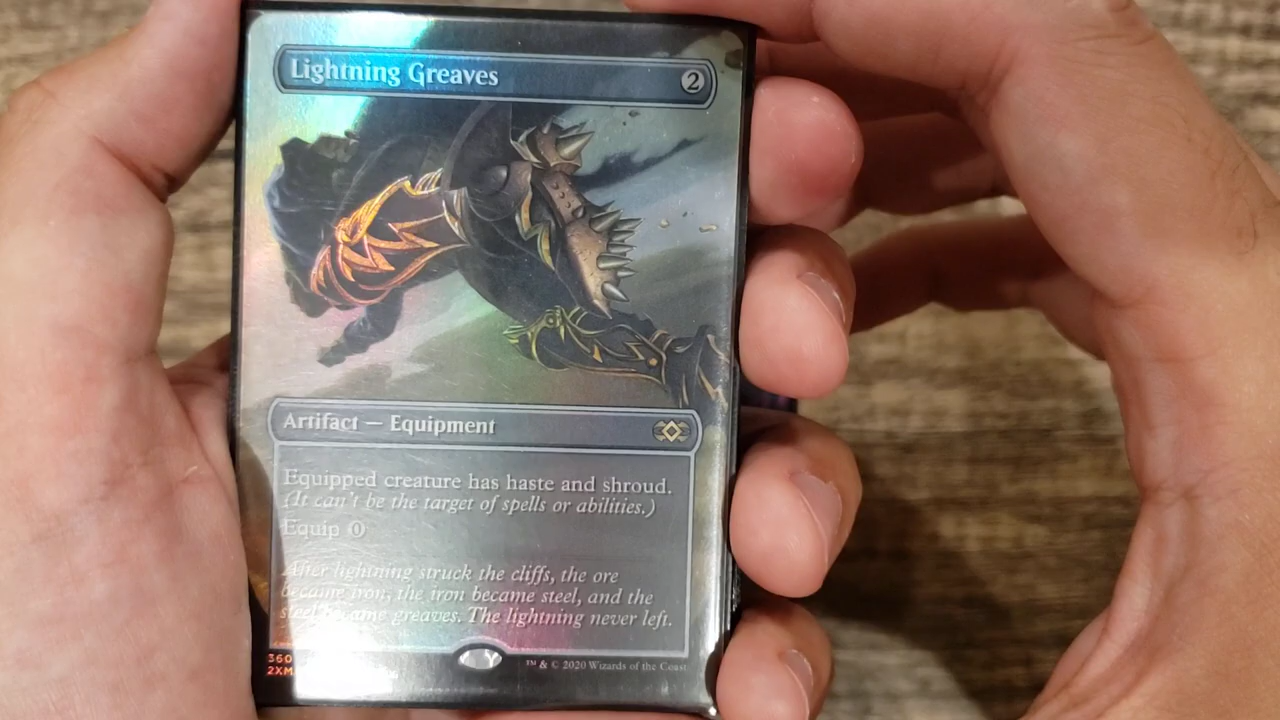 Lightning Greaves 2
Artifact — Equipment
Equipped creature has haste and shroud.
(It can't be the target of spells or abilities.)
Equip 0
After lightning struck the cliffs, the ore
became iron, the iron became steel, and the
steel became greaves. The lightning never left.
360
2XM ™ & © 2020 Wizards of the Coast